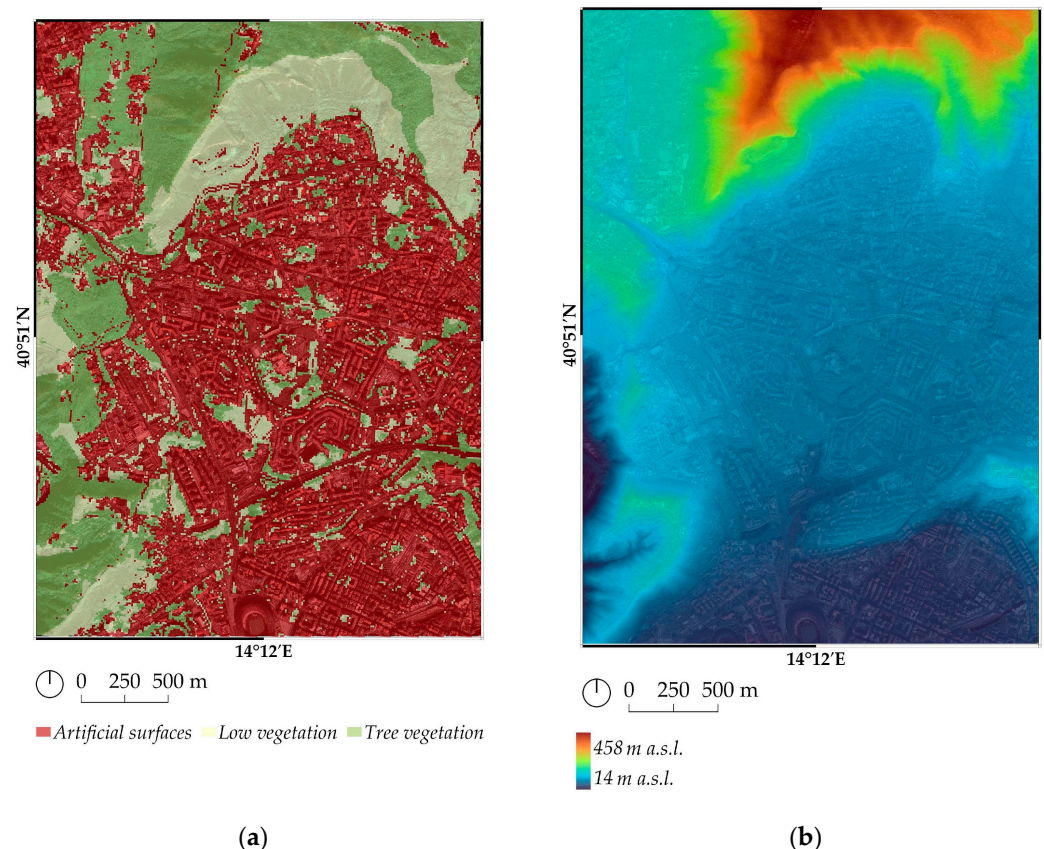 40°51′N
14°12′E
0 250 500 m
Artificial surfaces Low vegetation Tree vegetation
(a)
40°51′N
14°12′E
0 250 500 m
458 m a.s.l.
14 m a.s.l.
(b)